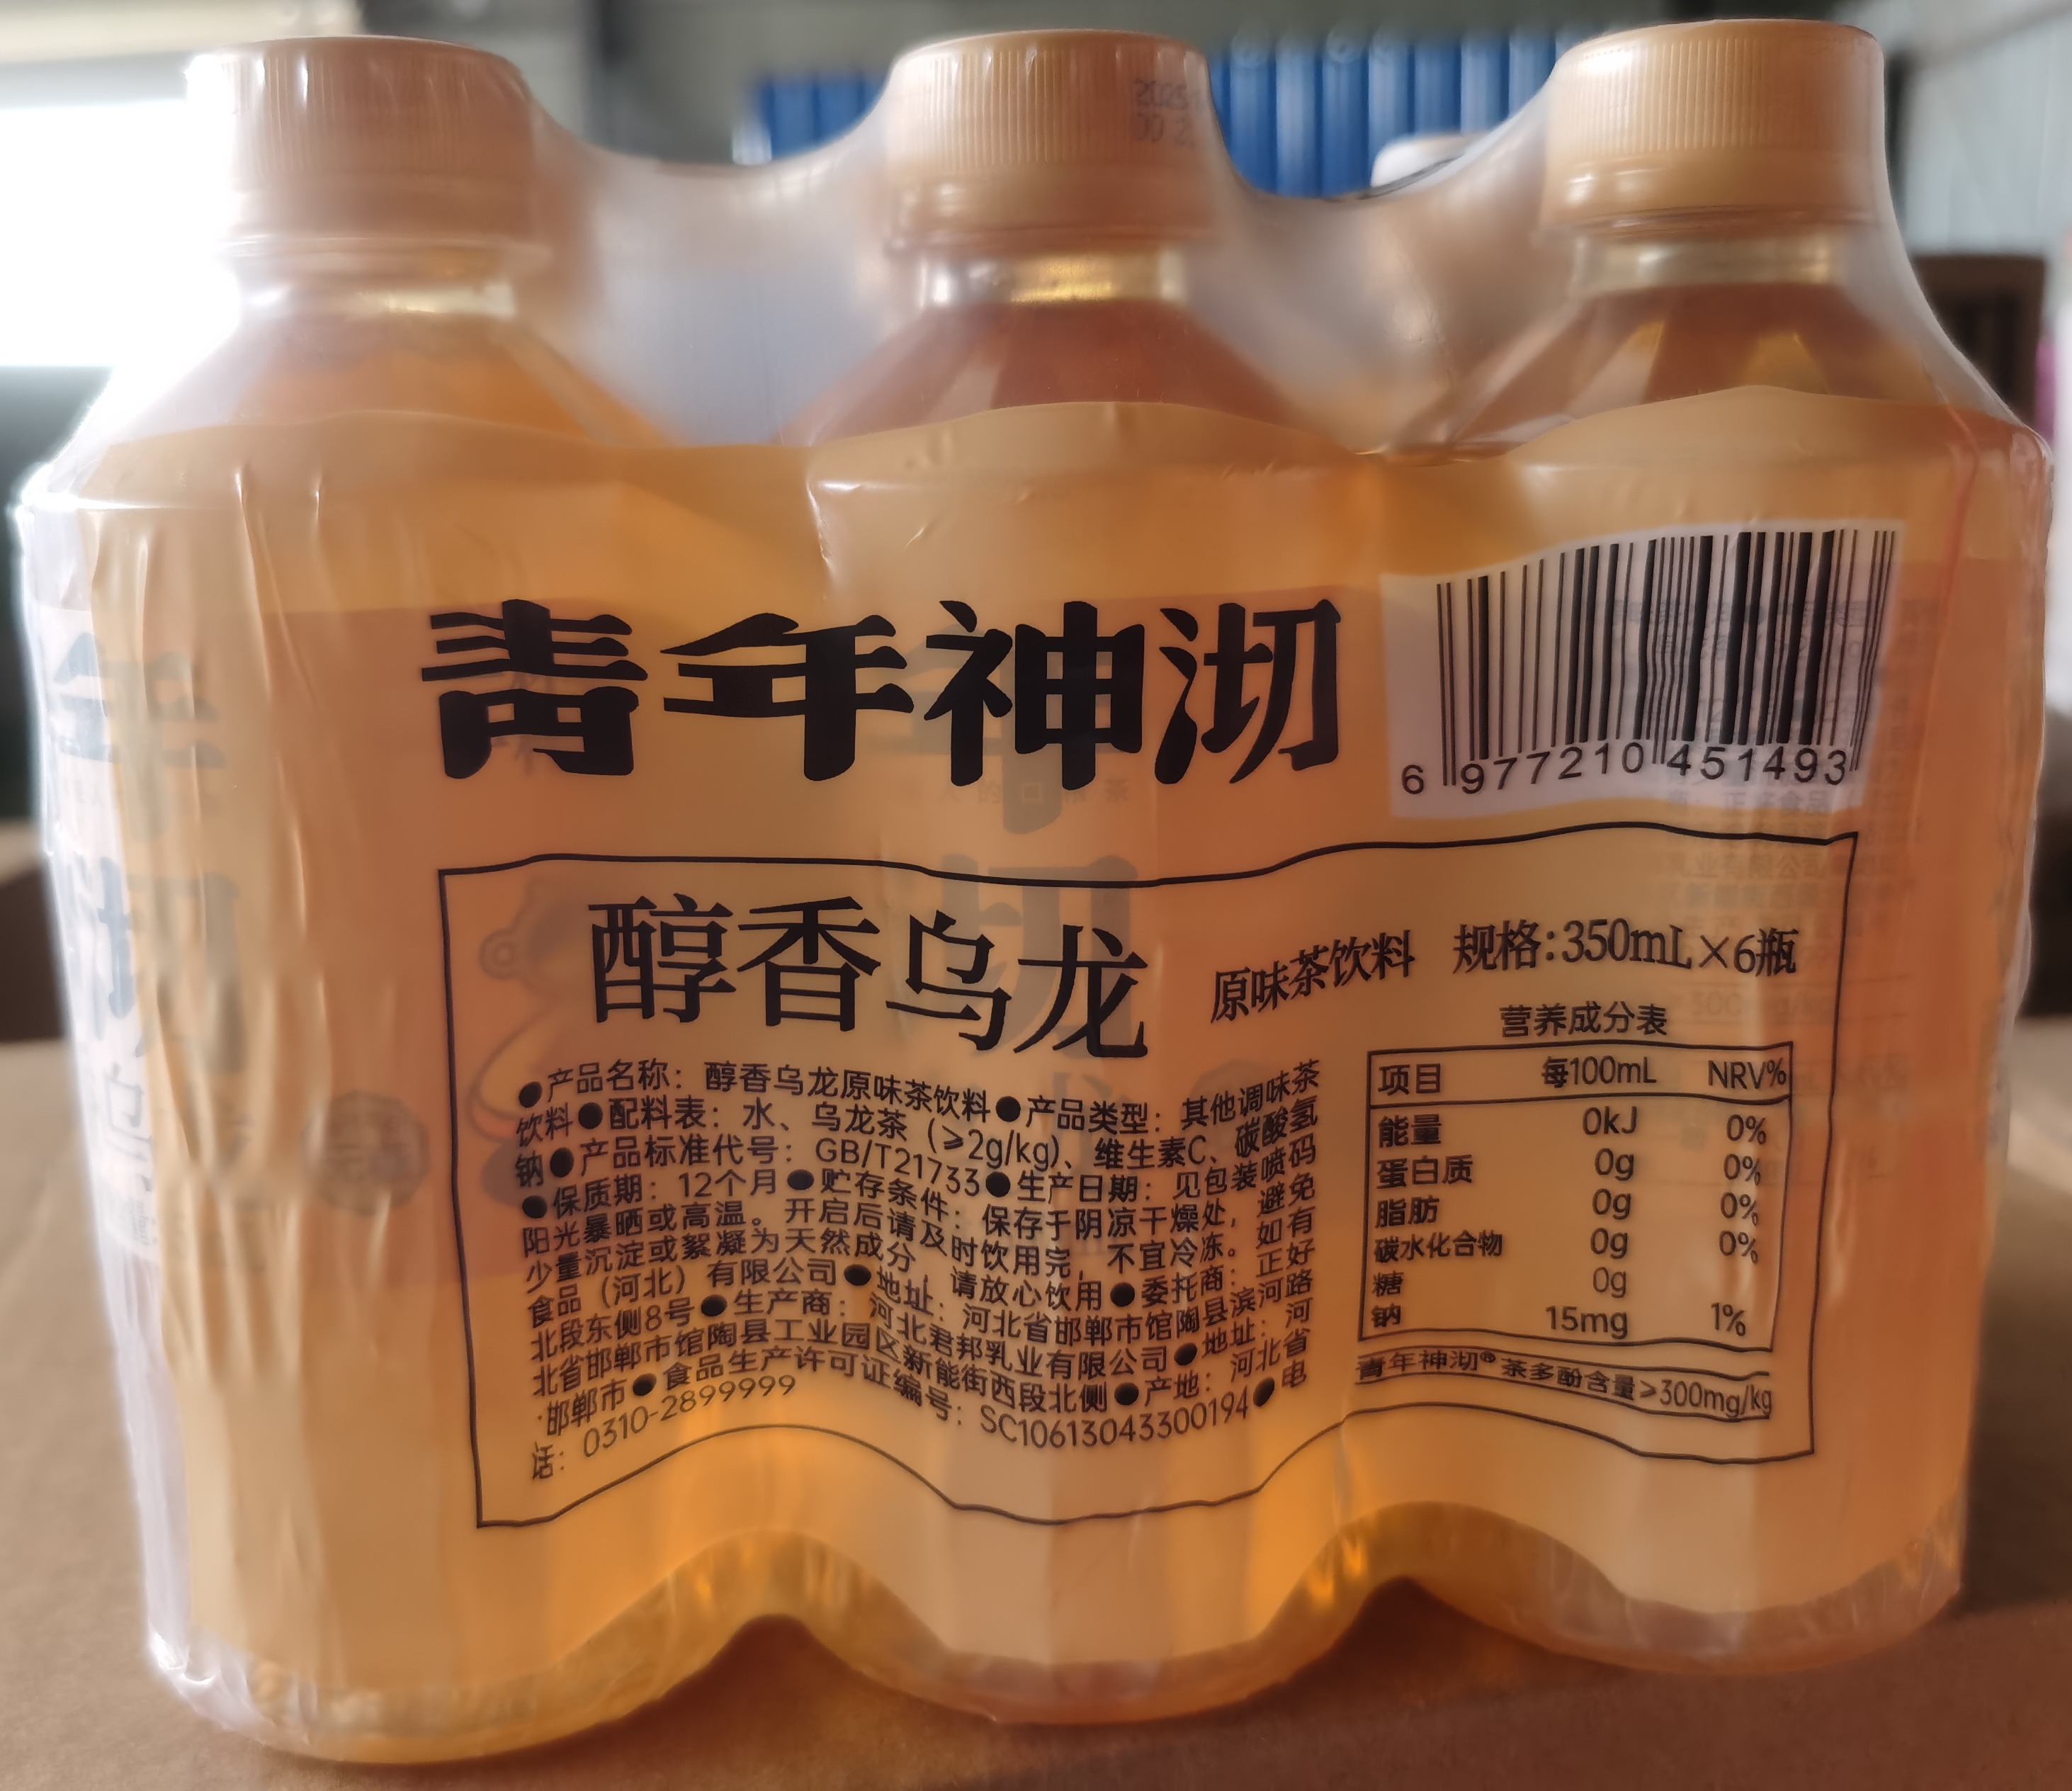 青年神沏
6 977210 451493
醇香乌龙 原味茶饮料 规格:350mL×6瓶
●产品名称：醇香乌龙原味茶饮料●产品类型：其他调味茶
饮料●配料表：水、乌龙茶（≥2g/kg）、维生素C、碳酸氢
钠●产品标准代号：GB/T21733●生产日期：见包装喷码
●保质期：12个月●贮存条件：保存于阴凉干燥处，避免
阳光暴晒或高温。开启后请及时饮用完，不宜冷冻。如有
少量沉淀或絮凝为天然成分，请放心饮用●委托商：正好
食品（河北）有限公司●地址：河北省邯郸市馆陶县滨河路
北段东侧8号●生产商：河北君邦乳业有限公司●地址：河
北省邯郸市馆陶县工业园区新能街西段北侧●产地：河北省
邯郸市●食品生产许可证编号：SC10613043300194●电
话：0310-2899999
营养成分表
项目 每100mL NRV%
能量 0kJ 0%
蛋白质 0g 0%
脂肪 0g 0%
碳水化合物 0g 0%
糖 0g
钠 15mg 1%
青年神沏® 茶多酚含量≥300mg/kg